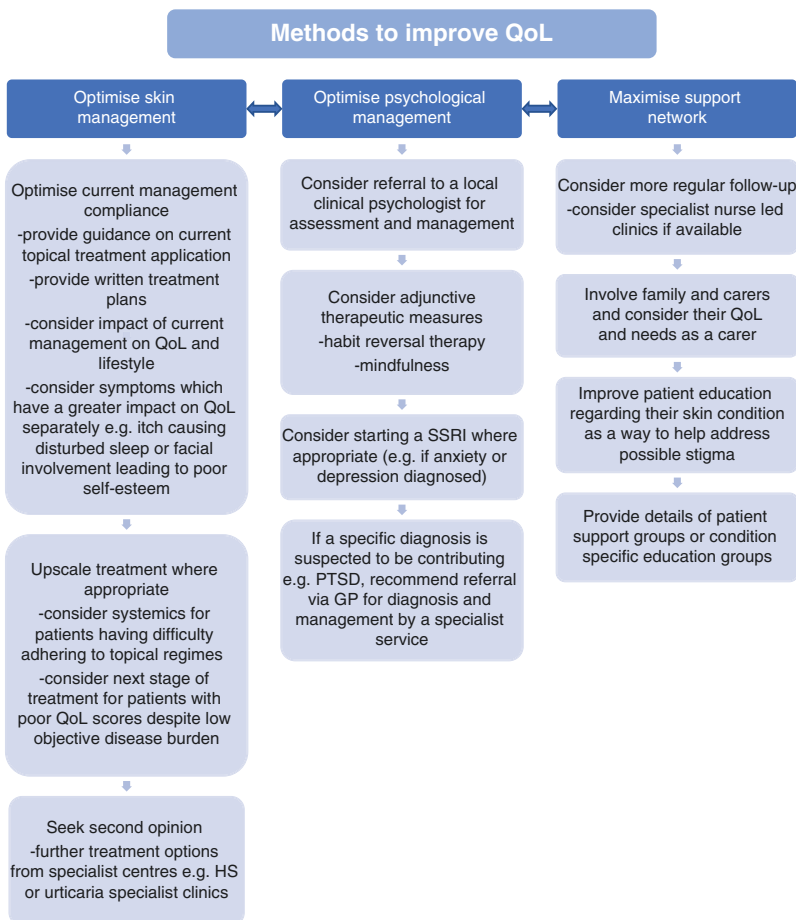 Methods to improve QoL
Optimise skin
management
Optimise current management
compliance
-provide guidance on current
topical treatment application
-provide written treatment
plans
-consider impact of current
management on QoL and
lifestyle
-consider symptoms which
have a greater impact on QoL
separately e.g. itch causing
disturbed sleep or facial
involvement leading to poor
self-esteem
Upscale treatment where
appropriate
-consider systemics for
patients having difficulty
adhering to topical regimes
-consider next stage of
treatment for patients with
poor QoL scores despite low
objective disease burden
Seek second opinion
-further treatment options
from specialist centres e.g. HS
or urticaria specialist clinics
Optimise psychological
management
Consider referral to a local
clinical psychologist for
assessment and management
Consider adjunctive
therapeutic measures
-habit reversal therapy
-mindfulness
Consider starting a SSRI where
appropriate (e.g. if anxiety or
depression diagnosed)
If a specific diagnosis is
suspected to be contributing
e.g. PTSD, recommend referral
via GP for diagnosis and
management by a specialist
service
Maximise support
network
Consider more regular follow-up
-consider specialist nurse led
clinics if available
Involve family and carers
and consider their QoL
and needs as a carer
Improve patient education
regarding their skin condition
as a way to help address
possible stigma
Provide details of patient
support groups or condition
specific education groups